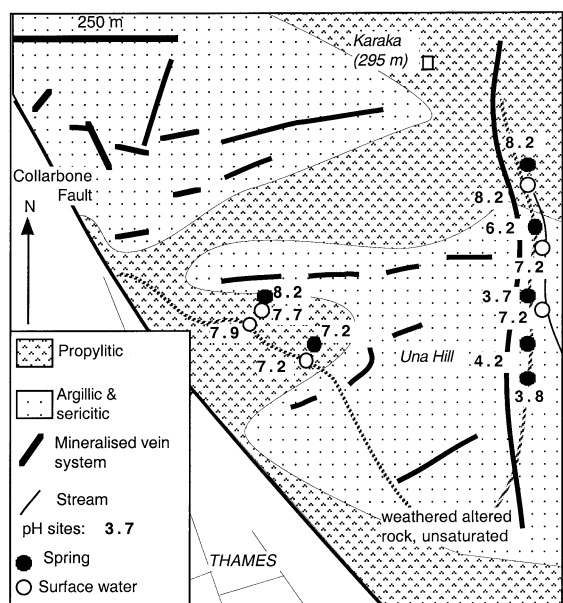 250 m
Karaka
(295 m)
8.2
Collarbone
Fault
N
8.2
6.2
7.2
8.2
3.7
7.7
7.2
7.9
7.2
7.2
4.2
Una Hill
3.8
Propylitic
Argillic &
sericitic
Mineralised vein
system
Stream
pH sites: 3.7
Spring
Surface water
weathered altered
rock, unsaturated
THAMES